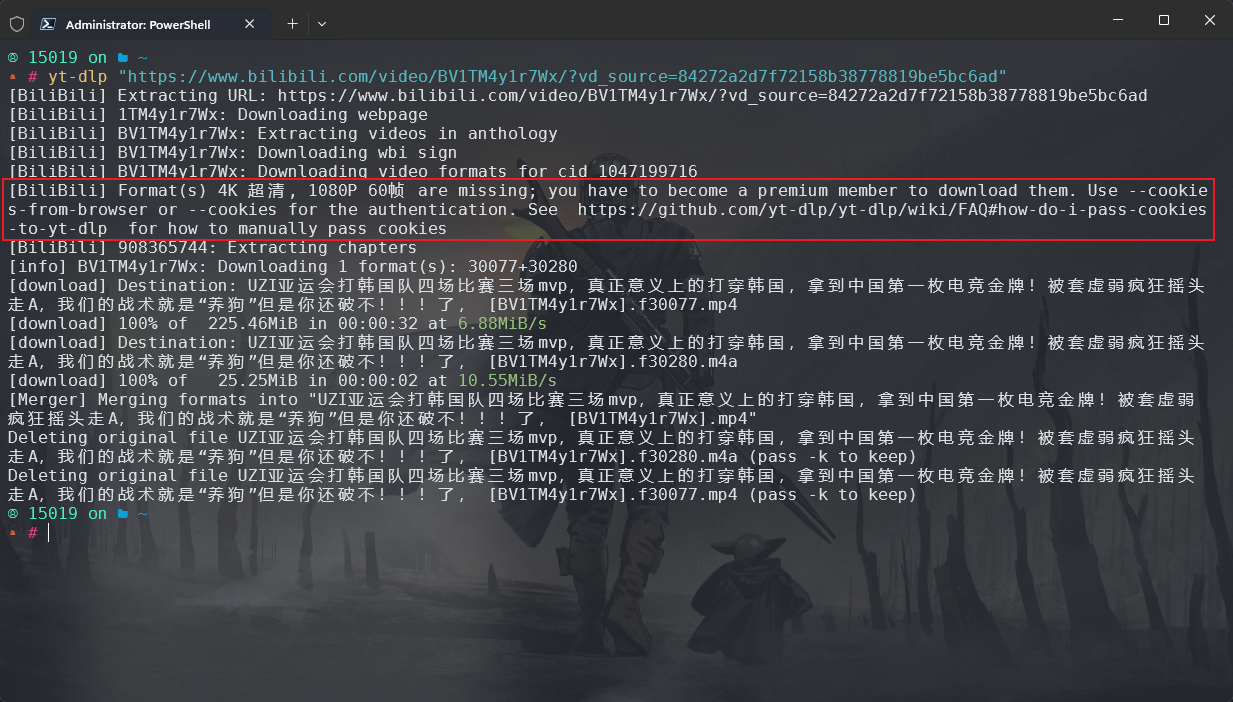 Administrator: PowerShell
15019 on ~
# yt-dlp "https://www.bilibili.com/video/BV1TM4y1r7Wx/?vd_source=84272a2d7f72158b38778819be5bc6ad"
[BiliBili] Extracting URL: https://www.bilibili.com/video/BV1TM4y1r7Wx/?vd_source=84272a2d7f72158b38778819be5bc6ad
[BiliBili] 1TM4y1r7Wx: Downloading webpage
[BiliBili] BV1TM4y1r7Wx: Extracting videos in anthology
[BiliBili] BV1TM4y1r7Wx: Downloading wbi sign
[BiliBili] BV1TM4y1r7Wx: Downloading video formats for cid 1047199716
[BiliBili] Format(s) 4K 超清, 1080P 60帧 are missing; you have to become a premium member to download them. Use --cookie
s-from-browser or --cookies for the authentication. See  https://github.com/yt-dlp/yt-dlp/wiki/FAQ#how-do-i-pass-cookies
-to-yt-dlp  for how to manually pass cookies
[BiliBili] 908365744: Extracting chapters
[info] BV1TM4y1r7Wx: Downloading 1 format(s): 30077+30280
[download] Destination: UZI亚运会打韩国队四场比赛三场mvp，真正意义上的打穿韩国，拿到中国第一枚电竞金牌！被套虚弱疯狂摇头
走A，我们的战术就是“养狗”但是你还破不！！！了， [BV1TM4y1r7Wx].f30077.mp4
[download] 100% of  225.46MiB in 00:00:32 at 6.88MiB/s
[download] Destination: UZI亚运会打韩国队四场比赛三场mvp，真正意义上的打穿韩国，拿到中国第一枚电竞金牌！被套虚弱疯狂摇头
走A，我们的战术就是“养狗”但是你还破不！！！了， [BV1TM4y1r7Wx].f30280.m4a
[download] 100% of   25.25MiB in 00:00:02 at 10.55MiB/s
[Merger] Merging formats into "UZI亚运会打韩国队四场比赛三场mvp，真正意义上的打穿韩国，拿到中国第一枚电竞金牌！被套虚弱
疯狂摇头走A，我们的战术就是“养狗”但是你还破不！！！了， [BV1TM4y1r7Wx].mp4"
Deleting original file UZI亚运会打韩国队四场比赛三场mvp，真正意义上的打穿韩国，拿到中国第一枚电竞金牌！被套虚弱疯狂摇头
走A，我们的战术就是“养狗”但是你还破不！！！了， [BV1TM4y1r7Wx].f30280.m4a (pass -k to keep)
Deleting original file UZI亚运会打韩国队四场比赛三场mvp，真正意义上的打穿韩国，拿到中国第一枚电竞金牌！被套虚弱疯狂摇头
走A，我们的战术就是“养狗”但是你还破不！！！了， [BV1TM4y1r7Wx].f30077.mp4 (pass -k to keep)
15019 on ~
#